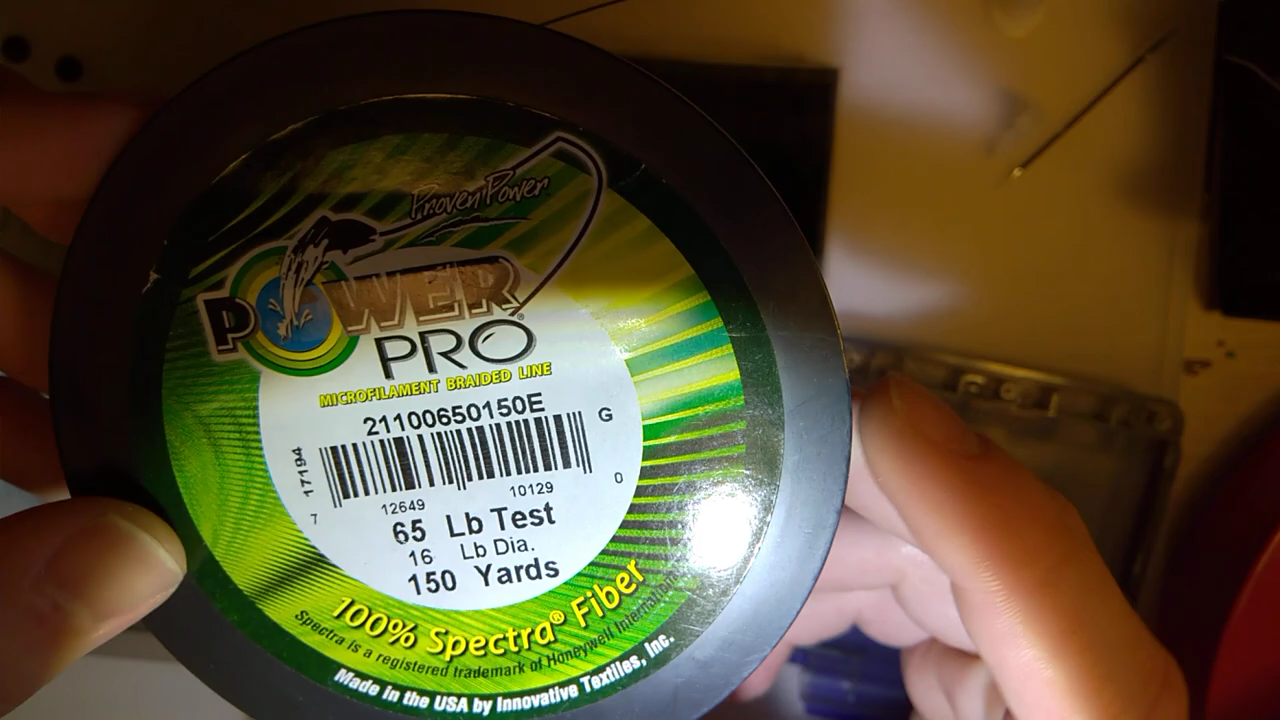 Proven Power
POWER
PRO®
MICROFILAMENT BRAIDED LINE
21100650150E
G
17194
7 12649 10129 0
65 Lb Test
16 Lb Dia.
150 Yards
100% Spectra® Fiber
Spectra is a registered trademark of Honeywell International
Made in the USA by Innovative Textiles, Inc.